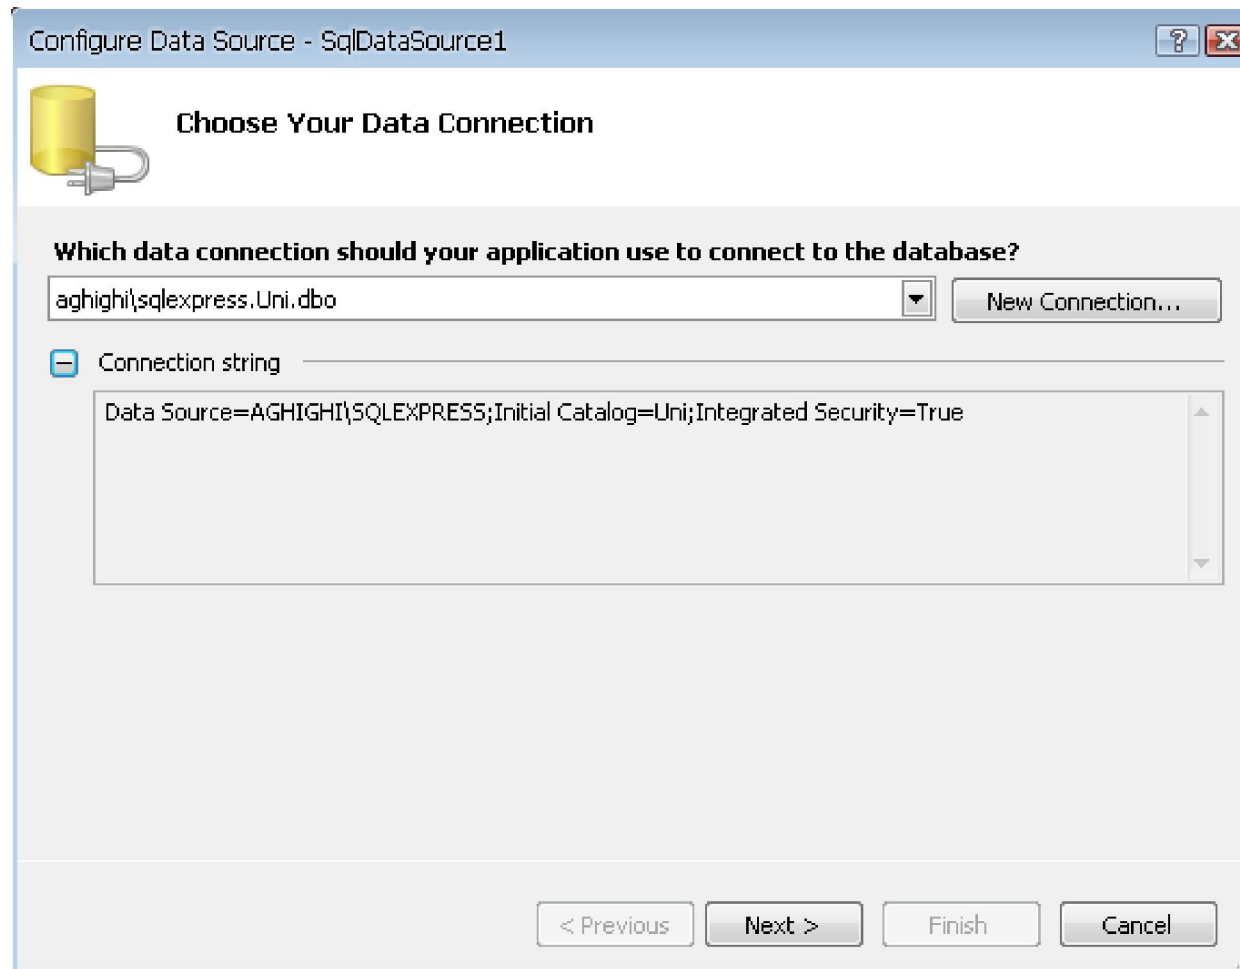 Configure Data Source - SqlDataSource1
Choose Your Data Connection
Which data connection should your application use to connect to the database?
aghighi\sqlexpress.Uni.dbo
New Connection...
Connection string
Data Source=AGHIGHI\SQLEXPRESS;Initial Catalog=Uni;Integrated Security=True
< Previous
Next >
Finish
Cancel